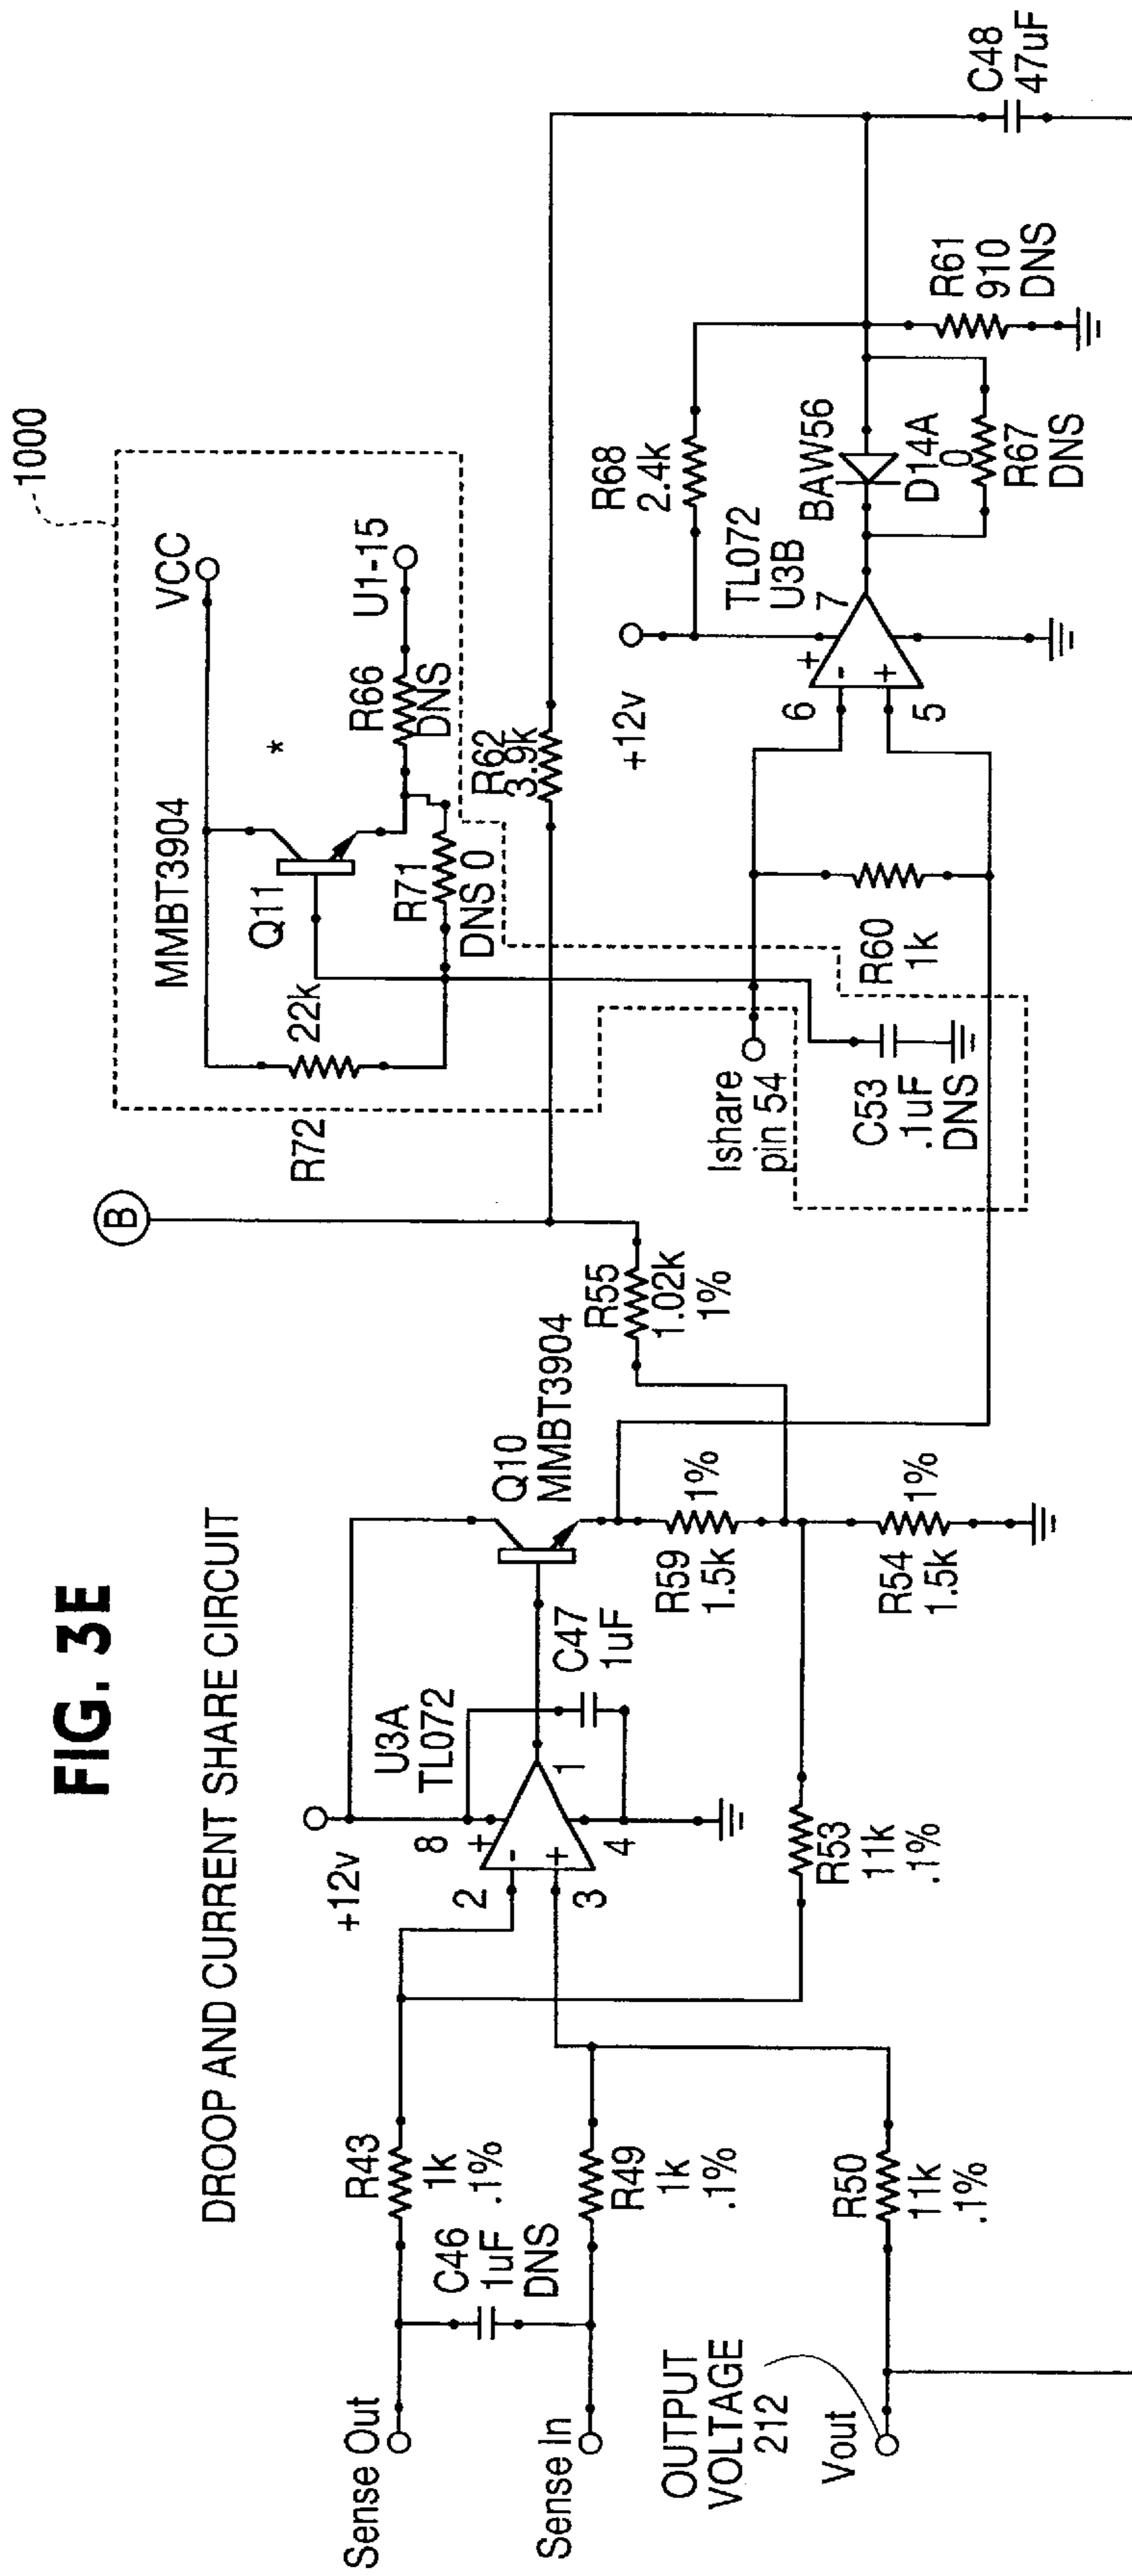 FIG. 3E
DROOP AND CURRENT SHARE CIRCUIT
Sense Out
C46
1uF
DNS
R43
1k
.1%
Sense In
R49
1k
.1%
OUTPUT
VOLTAGE
212
Vout
R50
11k
.1%
+12v
8
U3A
TL072
2
+
-
+
3
4
1
C47
1uF
R53
11k
.1%
Q10
MMBT3904
R59
1.5k
1%
R54
1.5k
1%
B
R55
1.02k
1%
R72
22k
MMBT3904
Q11
*
VCC
1000
R71
DNS 0
R66
DNS
U1-15
R62
3.9k
Ishare
pin 54
C53
.1uF
DNS
R60
1k
+12v
6
+
-
+
5
7
TL072
U3B
R68
2.4k
BAW56
D14A
0
R67
DNS
R61
910
DNS
C48
47uF